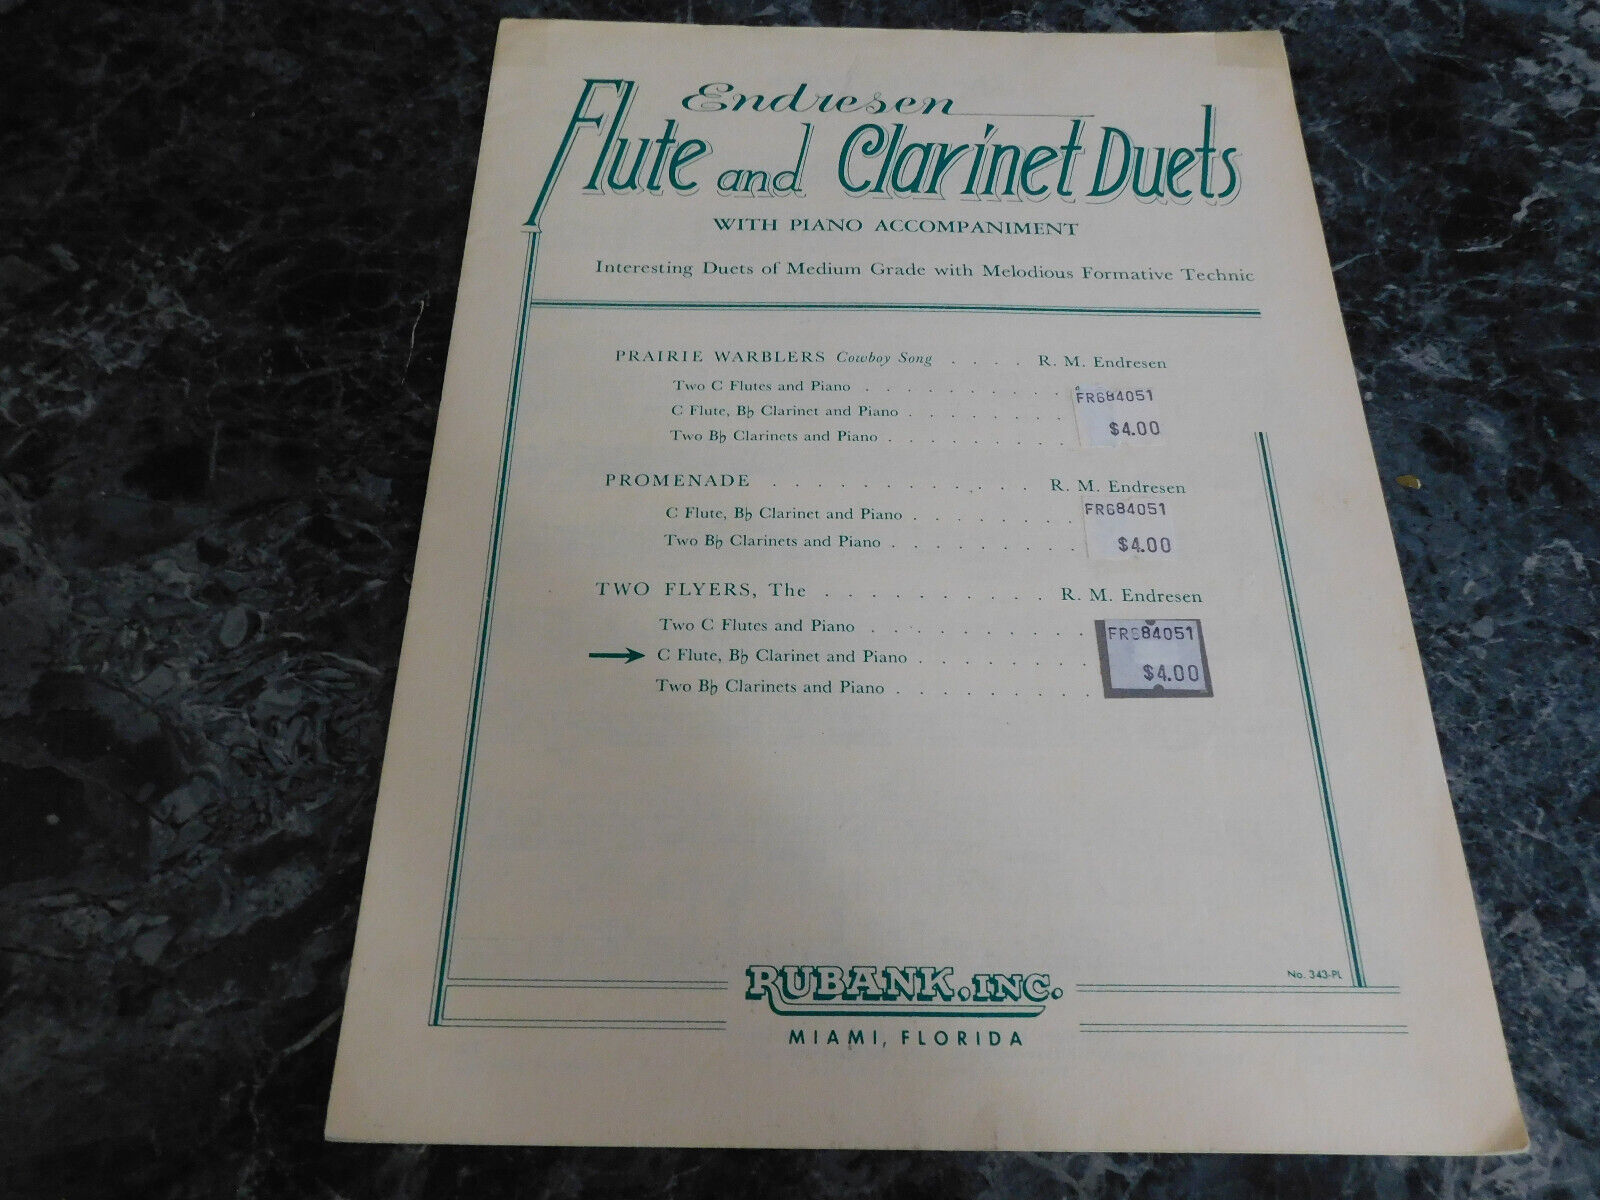 Endresen
Flute and Clarinet Duets
WITH PIANO ACCOMPANIMENT
Interesting Duets of Medium Grade with Melodious Formative Technic
PRAIRIE WARBLERS Cowboy Song . . . . R. M. Endresen
Two C Flutes and Piano . . . . . . . . .
FR684051
C Flute, B♭ Clarinet and Piano . . . . . . . .
$4.00
Two B♭ Clarinets and Piano . . . . . . . . .
PROMENADE . . . . . . . . . . . . R. M. Endresen
C Flute, B♭ Clarinet and Piano . . . . . . . . FR684051
Two B♭ Clarinets and Piano . . . . . . . . . $4.00
TWO FLYERS, The . . . . . . . . . . R. M. Endresen
Two C Flutes and Piano . . . . . . . . . . FR684051
C Flute, B♭ Clarinet and Piano . . . . . . . .
$4.00
Two B♭ Clarinets and Piano . . . . . . . . .
No. 343-PL
RUBANK, INC.
MIAMI, FLORIDA